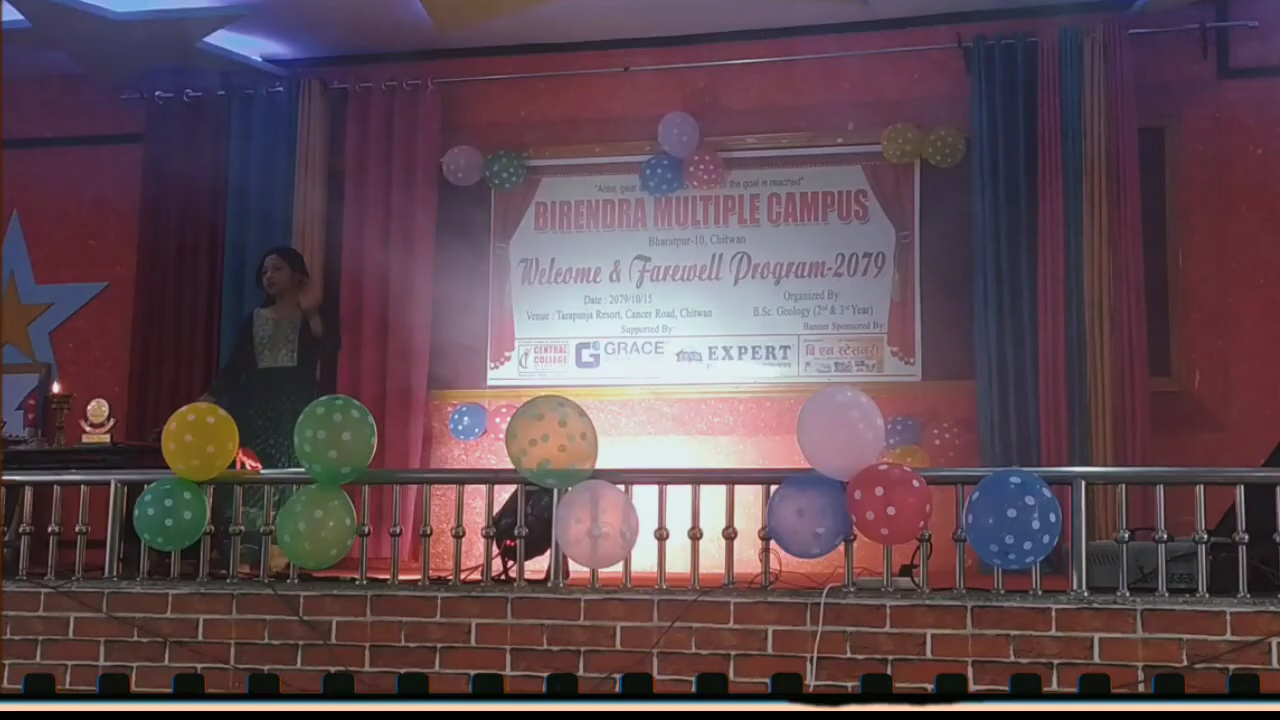 "Arise, the goal is reached"
BIRENDRA MULTIPLE CAMPUS
Bharatpur-10, Chitwan
Welcome & Farewell Program-2079
Date : 2079/10/15
Venue : Tarapunja Resort, Cancer Road, Chitwan
Organized By:
B.Sc. Geology (2nd & 3rd Year)
Supported By:
Banner Sponsored By:
CENTRAL COLLEGE
GRACE
EXPERT
बि एन स्टेशनरी